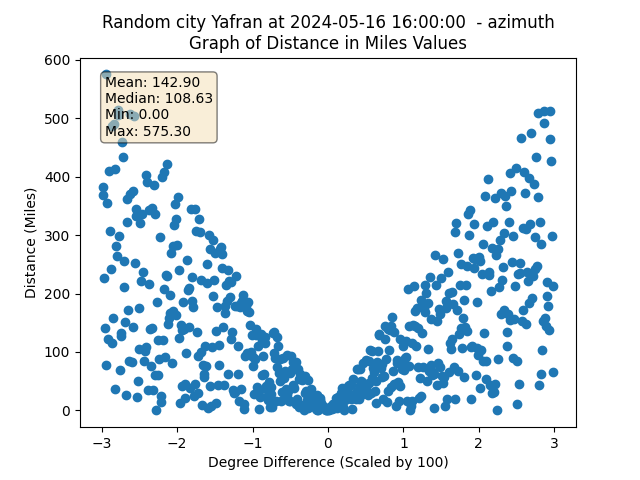 Random city Yafran at 2024-05-16 16:00:00  - azimuth
Graph of Distance in Miles Values
Mean: 142.90
Median: 108.63
Min: 0.00
Max: 575.30
600
500
400
300
200
100
0
Distance (Miles)
−3 −2 −1 0 1 2 3
Degree Difference (Scaled by 100)